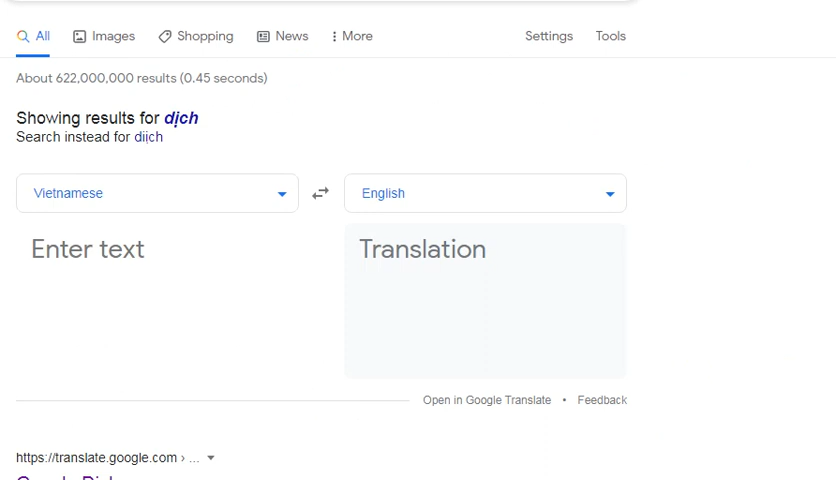 All Images Shopping News More Settings Tools
About 622,000,000 results (0.45 seconds)
Showing results for dịch
Search instead for diịch
Vietnamese English
Enter text Translation
Open in Google Translate • Feedback
https://translate.google.com › ...